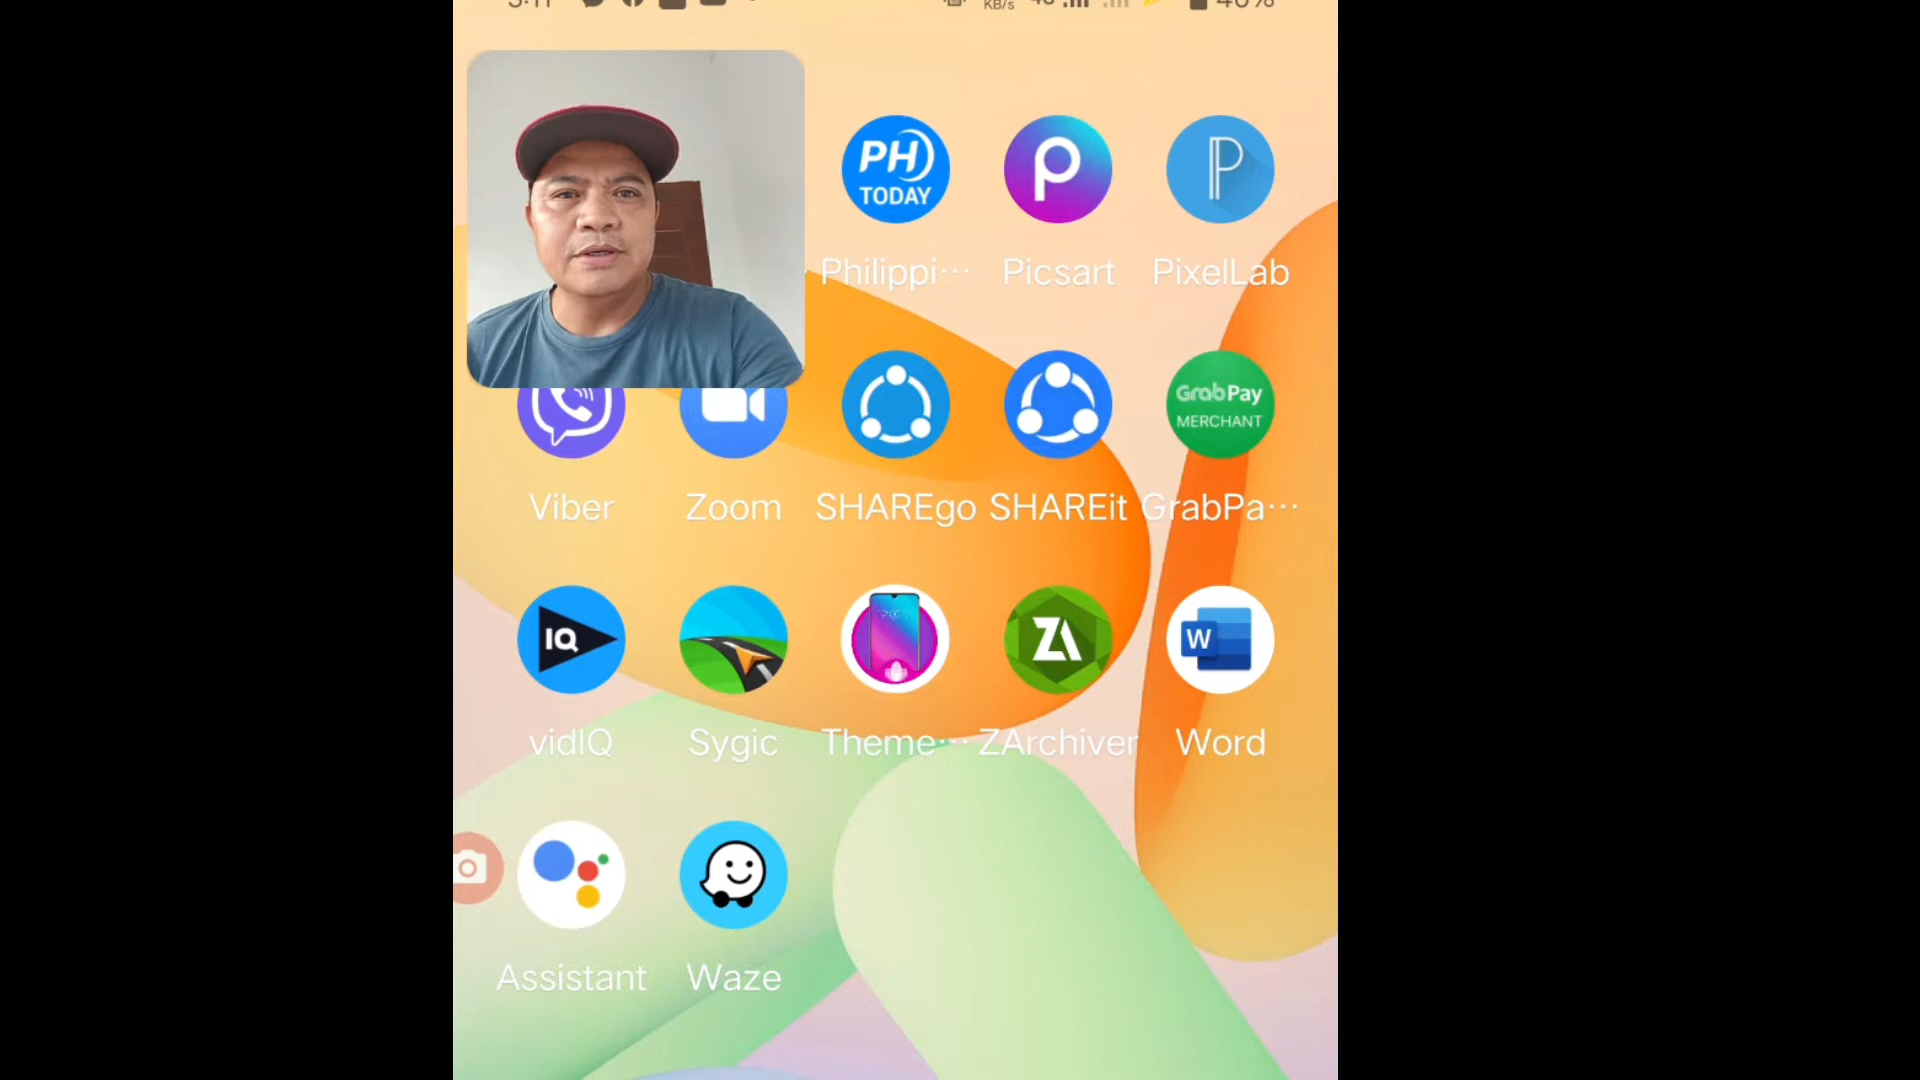 PH
TODAY
Philippi...
Picsart
PixelLab
GrabPay
MERCHANT
Viber
Zoom
SHAREgo
SHAREit
GrabPa...
IQ
ZA
W
vidIQ
Sygic
Theme...
ZArchiver
Word
Assistant
Waze